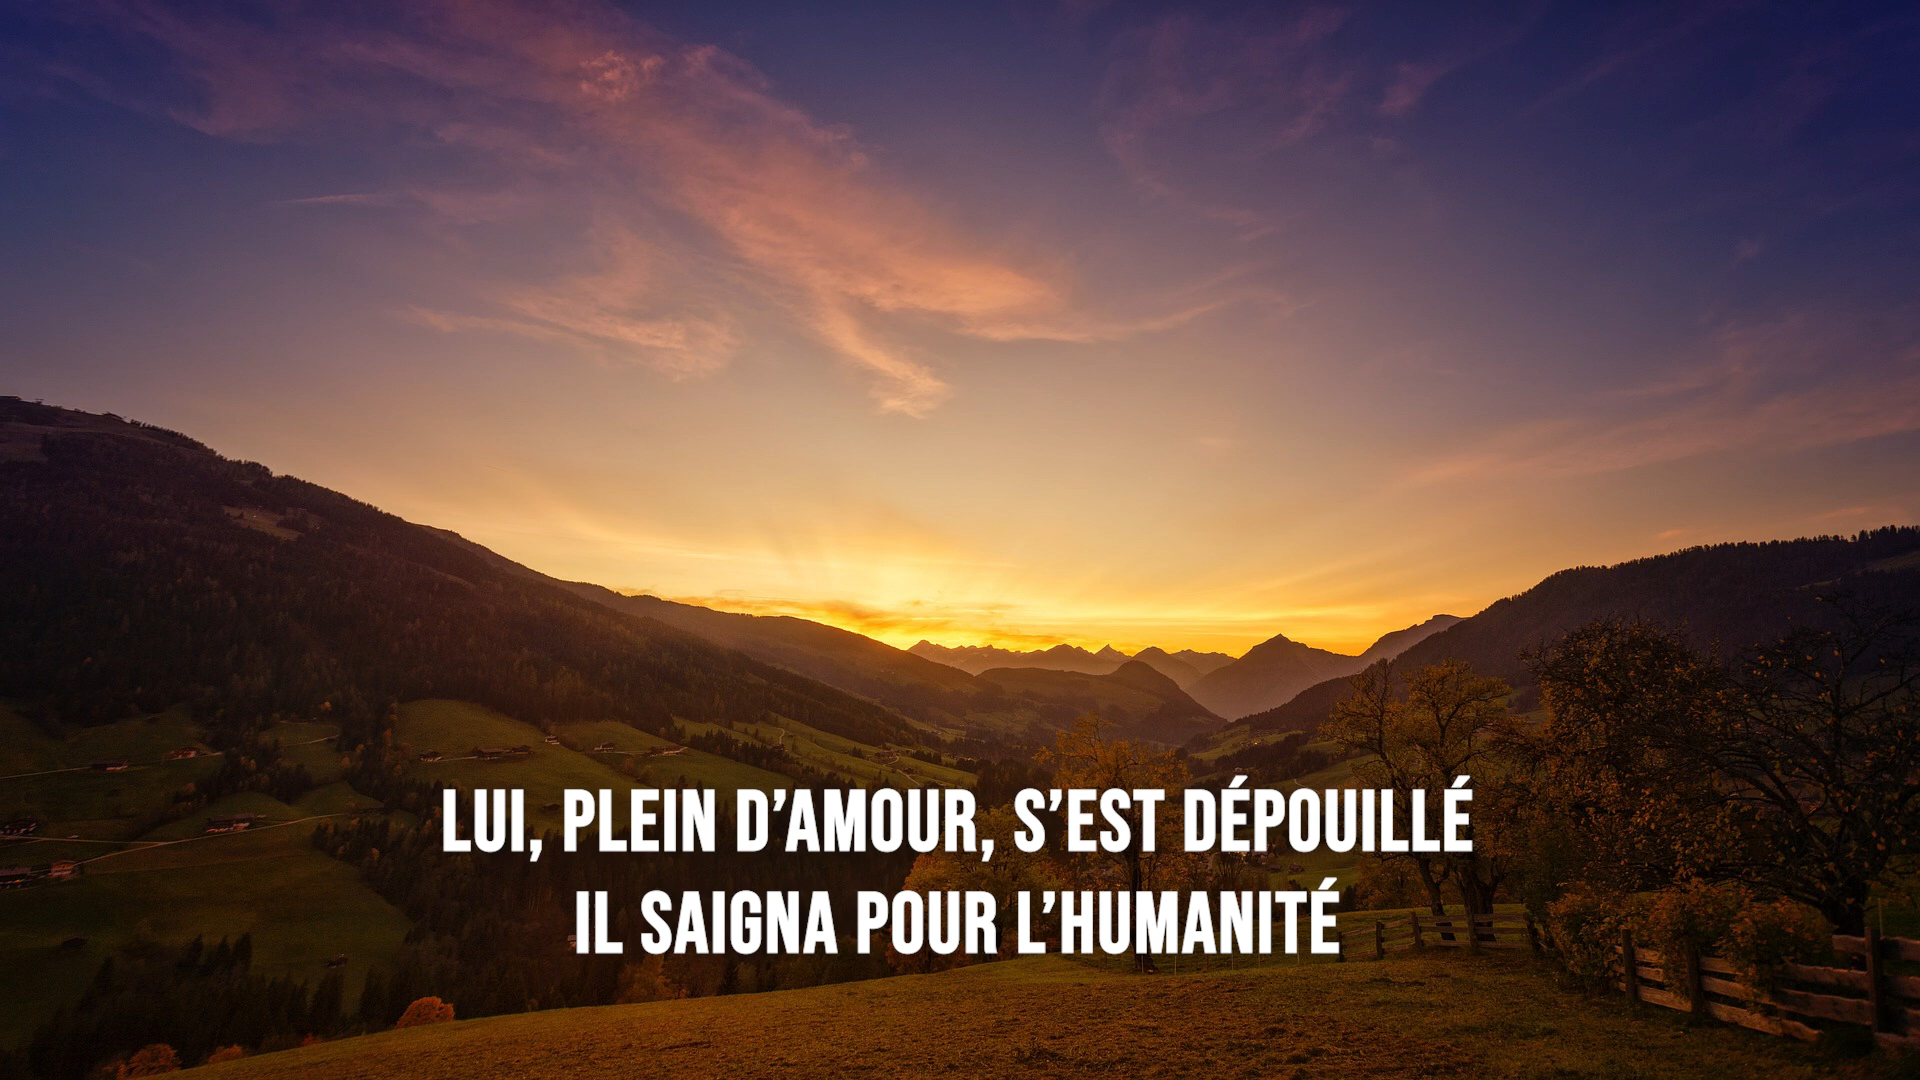 LUI, PLEIN D’AMOUR, S’EST DÉPOUILLÉ
IL SAIGNA POUR L’HUMANITÉ